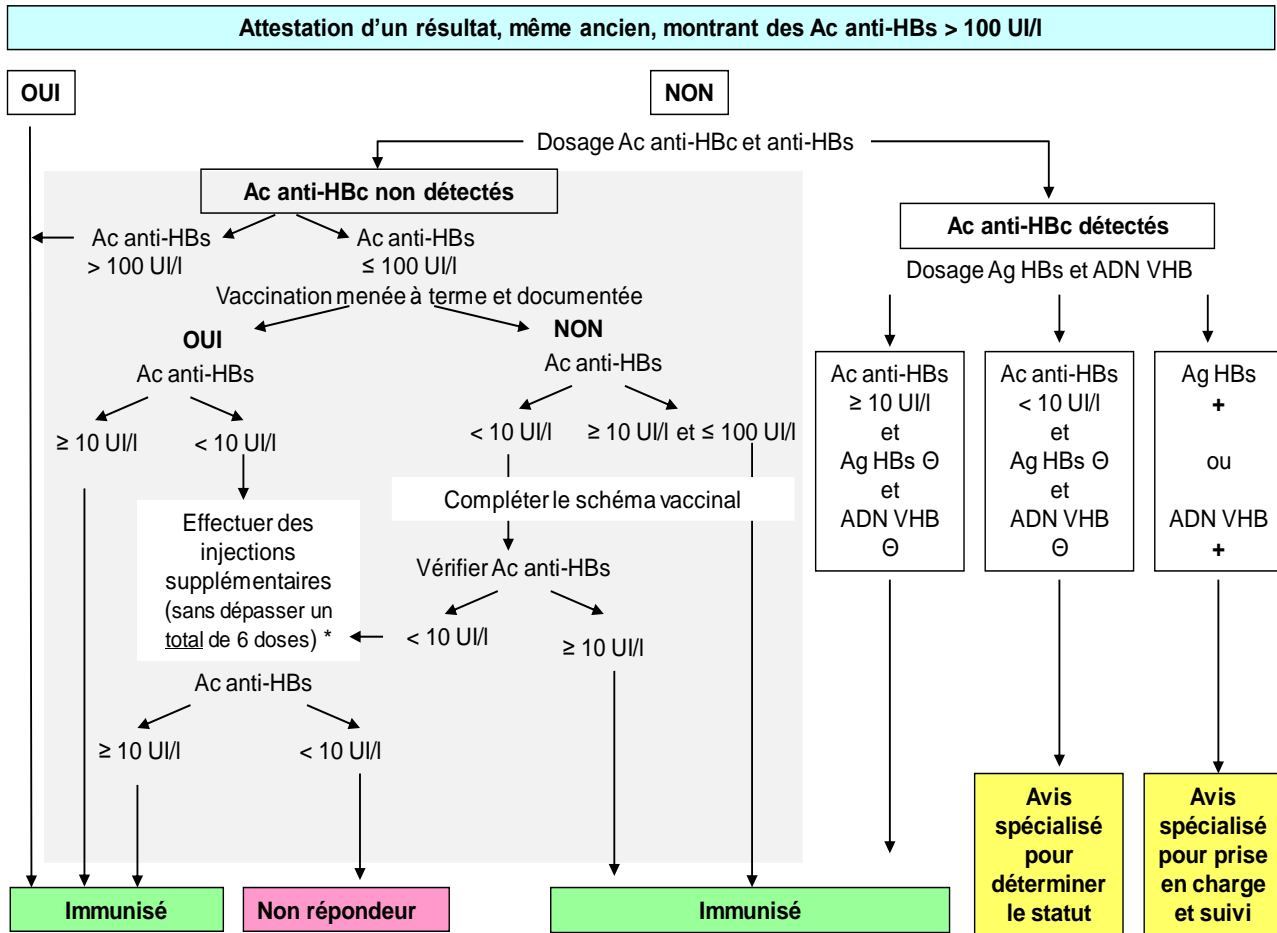 Attestation d'un résultat, même ancien, montrant des Ac anti-HBs > 100 UI/l
OUI
NON
Dosage Ac anti-HBc et anti-HBs
Ac anti-HBc non détectés
Ac anti-HBs
> 100 UI/l
Ac anti-HBs
≤ 100 UI/l
Vaccination menée à terme et documentée
OUI
Ac anti-HBs
≥ 10 UI/l
< 10 UI/l
Effectuer des
injections
supplémentaires
(sans dépasser un
total de 6 doses) *
Ac anti-HBs
≥ 10 UI/l
< 10 UI/l
NON
Ac anti-HBs
< 10 UI/l
≥ 10 UI/l et ≤ 100 UI/l
Compléter le schéma vaccinal
Vérifier Ac anti-HBs
< 10 UI/l
≥ 10 UI/l
Ac anti-HBc détectés
Dosage Ag HBs et ADN VHB
Ac anti-HBs
≥ 10 UI/l
et
Ag HBs Θ
et
ADN VHB
Θ
Ac anti-HBs
< 10 UI/l
et
Ag HBs Θ
et
ADN VHB
Θ
Ag HBs
+
ou
ADN VHB
+
Immunisé
Non répondeur
Immunisé
Avis
spécialisé
pour
déterminer
le statut
Avis
spécialisé
pour prise
en charge
et suivi